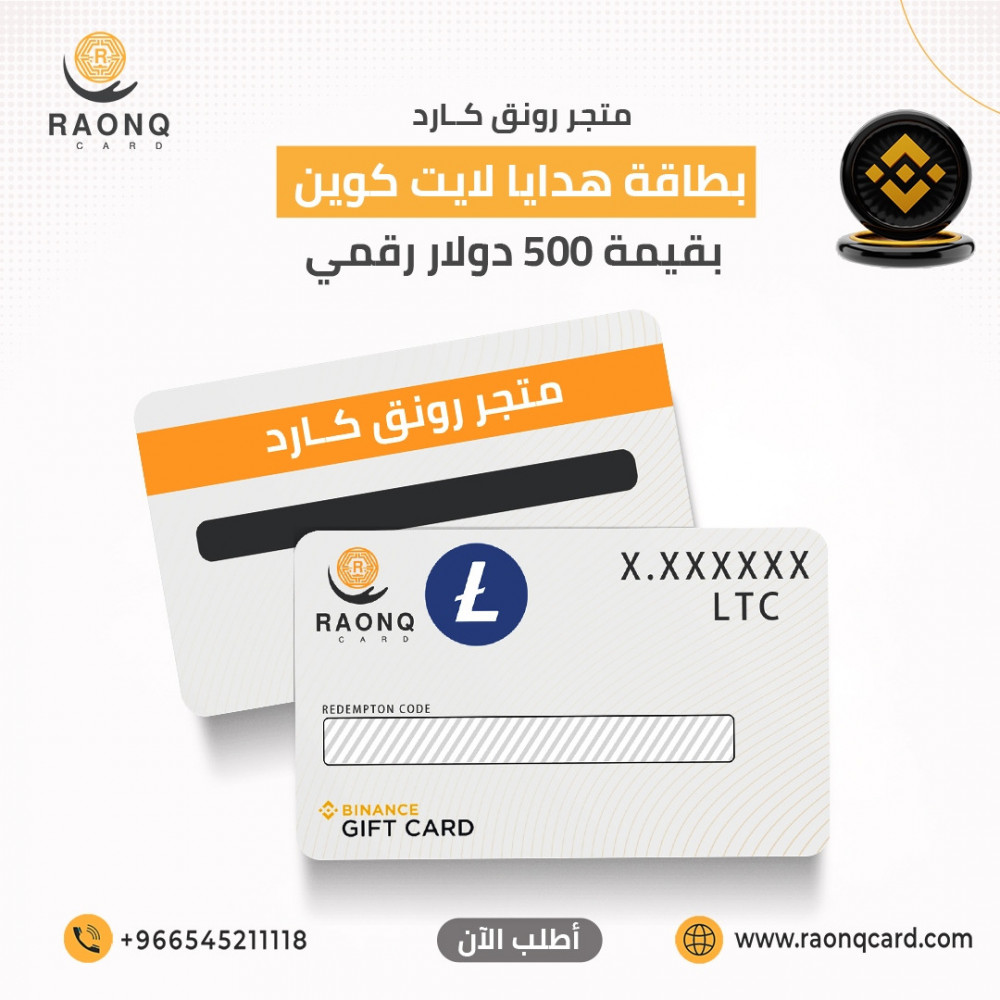 RAONQ
CARD
متجر رونق كـارد
بطاقة هدايا لايت كوين
بقيمة 500 دولار رقمي
متجر رونق كـارد
RAONQ
CARD
X.XXXXXX
LTC
REDEMPTON CODE
BINANCE
GIFT CARD
+966545211118
أطلب الآن
www.raonqcard.com